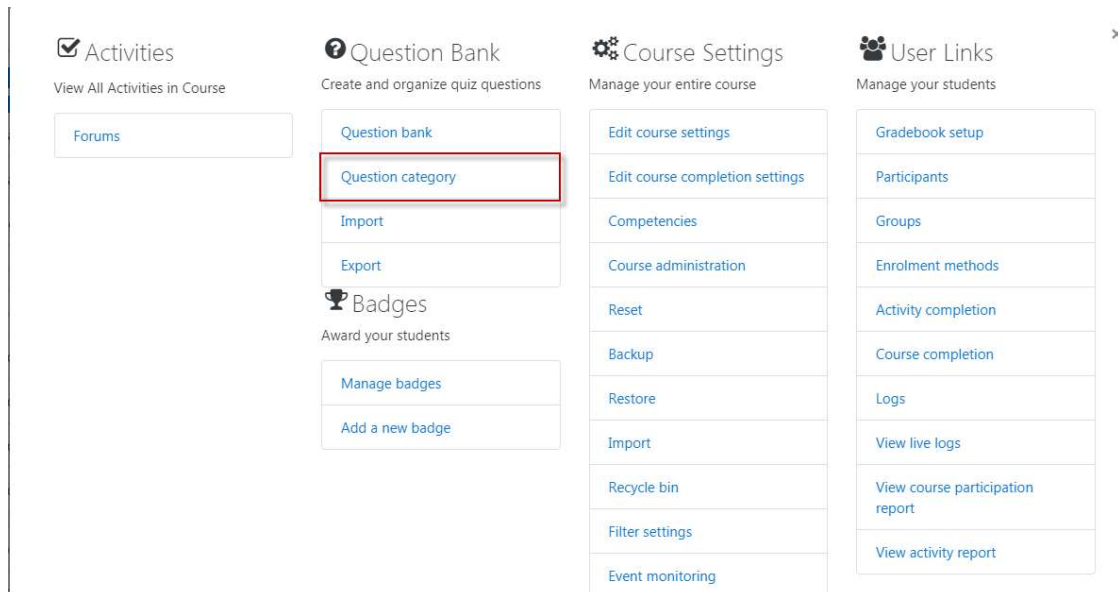 Activities
View All Activities in Course
Forums
Question Bank
Create and organize quiz questions
Question bank
Question category
Import
Export
Badges
Award your students
Manage badges
Add a new badge
Course Settings
Manage your entire course
Edit course settings
Edit course completion settings
Competencies
Course administration
Reset
Backup
Restore
Import
Recycle bin
Filter settings
Event monitoring
User Links
Manage your students
Gradebook setup
Participants
Groups
Enrolment methods
Activity completion
Course completion
Logs
View live logs
View course participation
report
View activity report